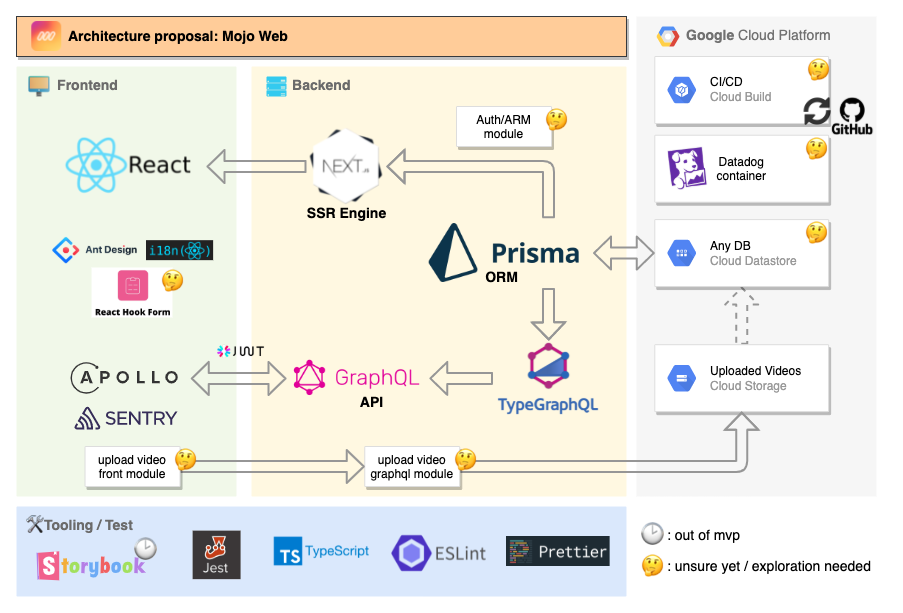 Architecture proposal: Mojo Web
Google Cloud Platform
Frontend
Backend
CI/CD
Cloud Build
GitHub
Auth/ARM
module
React
NEXT.JS
SSR Engine
Datadog
container
Ant Design
i18n( )
React Hook Form
Prisma
ORM
Any DB
Cloud Datastore
JWT
APOLLO
GraphQL
API
TypeGraphQL
Uploaded Videos
Cloud Storage
SENTRY
upload video
front module
upload video
graphql module
Tooling / Test
Storybook
Jest
TS TypeScript
ESLint
Prettier
: out of mvp
: unsure yet / exploration needed